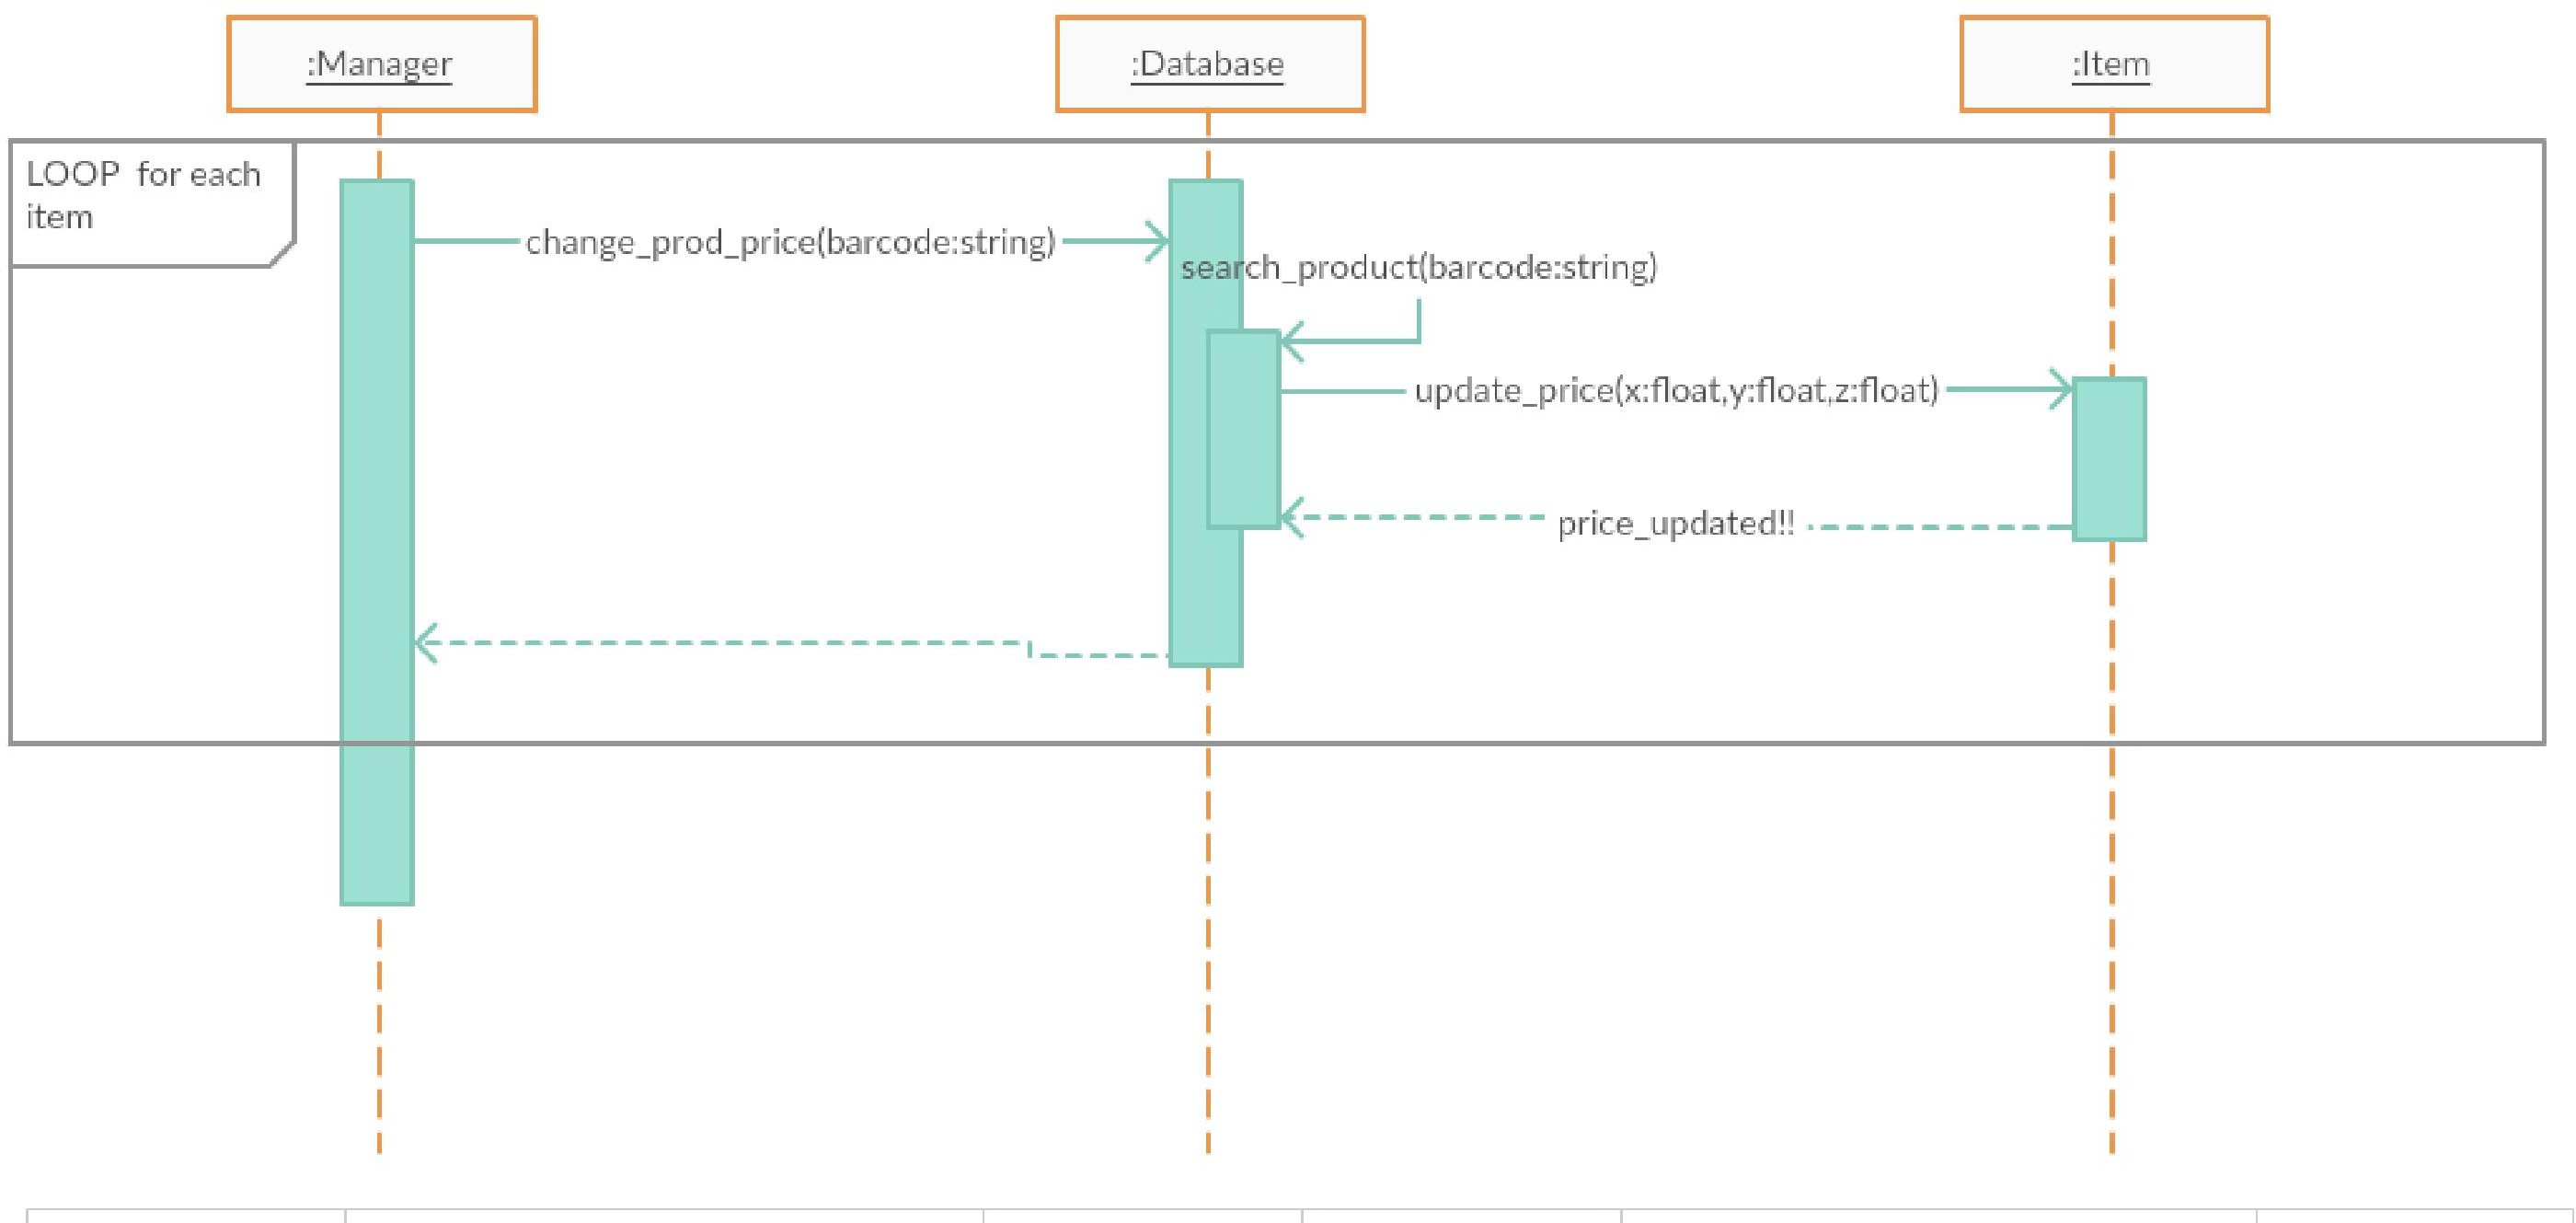 :Manager
:Database
:Item
LOOP  for each
item
change_prod_price(barcode:string)
search_product(barcode:string)
update_price(x:float,y:float,z:float)
price_updated!!